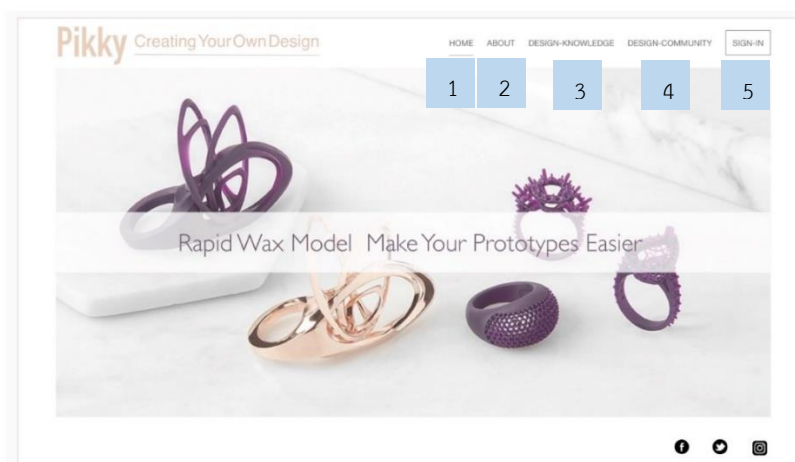 Pikky Creating Your Own Design
HOME ABOUT DESIGN-KNOWLEDGE DESIGN-COMMUNITY SIGN-IN
1 2 3 4 5
Rapid Wax Model Make Your Prototypes Easier